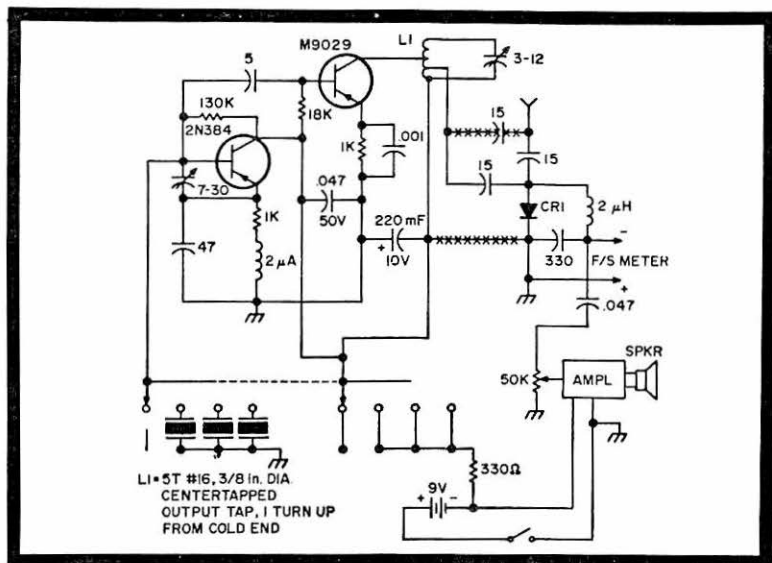 M9029
L1
3-12
5
130K
2N384
18K
1K
.001
15
15
15
7-30
.047
50V
220mF
+
10V
CR1
2 μH
1K
47
2 μA
330
-
F/S METER
+
.047
50K
AMPL
SPKR
330Ω
+ 9V -
L1= 5T #16, 3/8 in. DIA.
CENTERTAPPED
OUTPUT TAP, 1 TURN UP
FROM COLD END